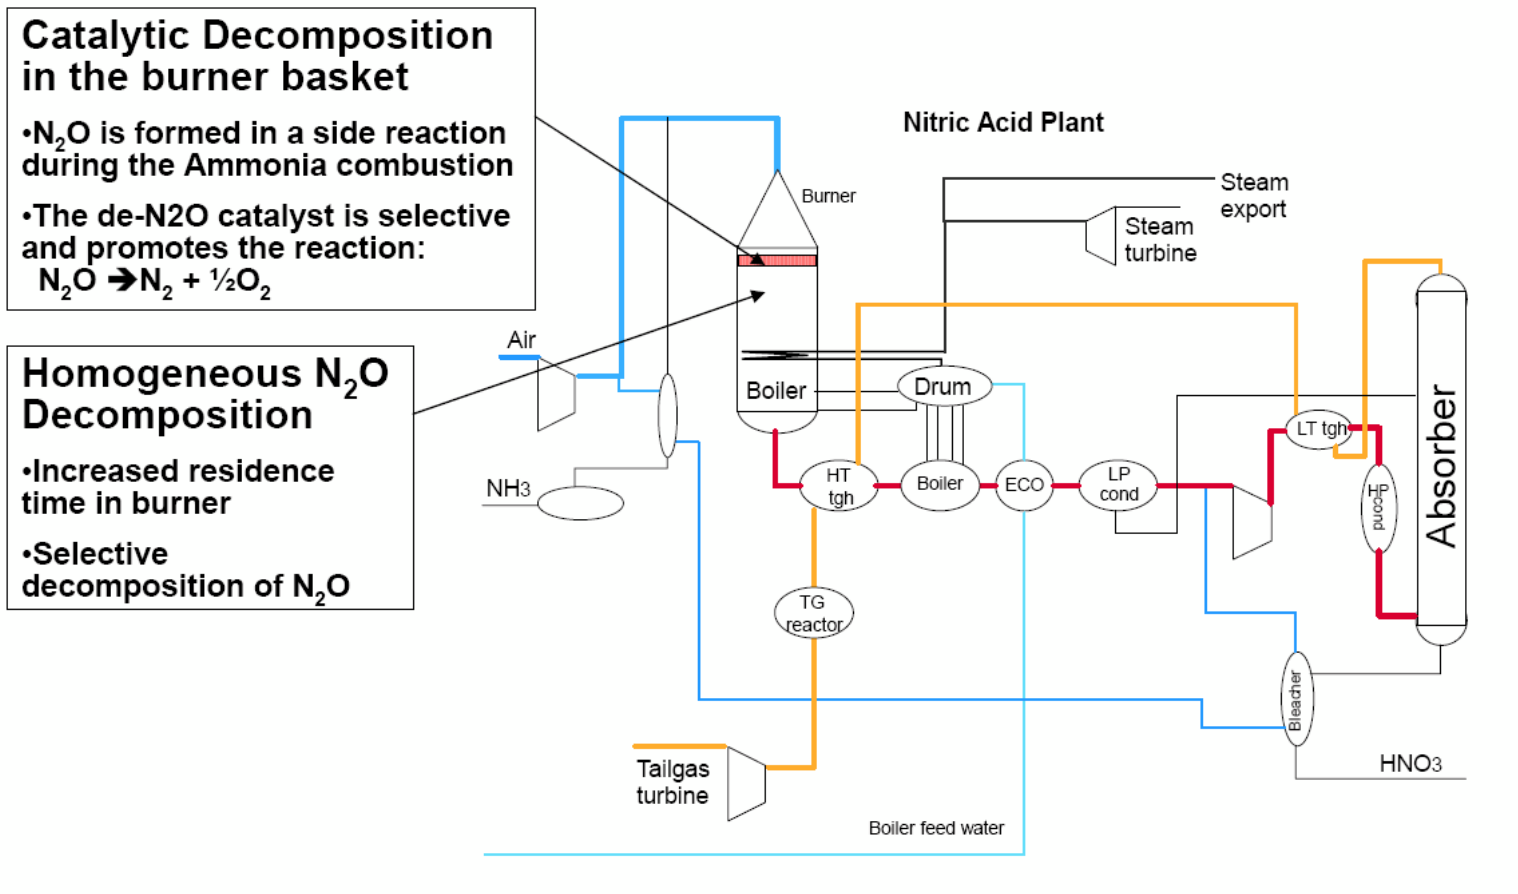 Catalytic Decomposition
in the burner basket
•N₂O is formed in a side reaction
during the Ammonia combustion
•The de-N2O catalyst is selective
and promotes the reaction:
N₂O ➔N₂ + ½O₂
Homogeneous N₂O
Decomposition
•Increased residence
time in burner
•Selective
decomposition of N₂O
Nitric Acid Plant
Burner
Steam
export
Steam
turbine
Air
NH3
Boiler
Drum
HT
tgh
Boiler
ECO
LP
cond
LT tgh
HP
cond
Absorber
TG
reactor
Bleacher
HNO3
Tailgas
turbine
Boiler feed water